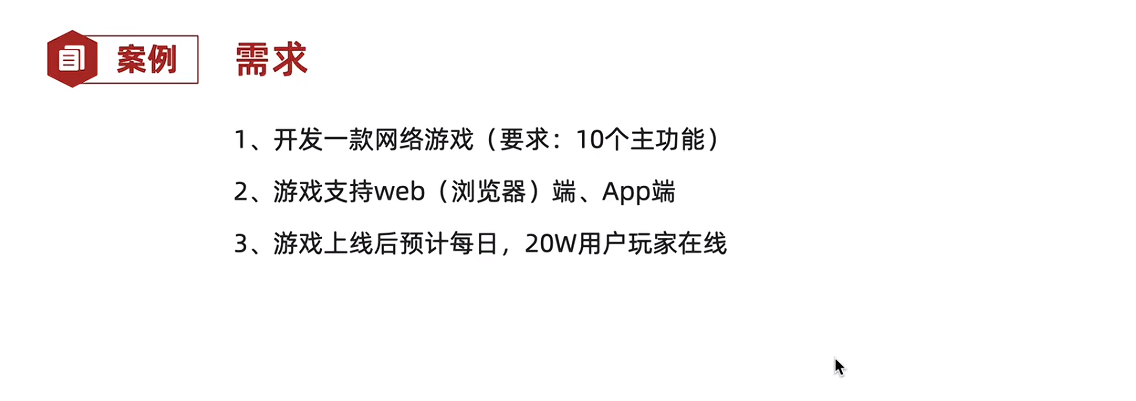 案例 需求
1、开发一款网络游戏（要求：10个主功能）
2、游戏支持web（浏览器）端、App端
3、游戏上线后预计每日，20W用户玩家在线